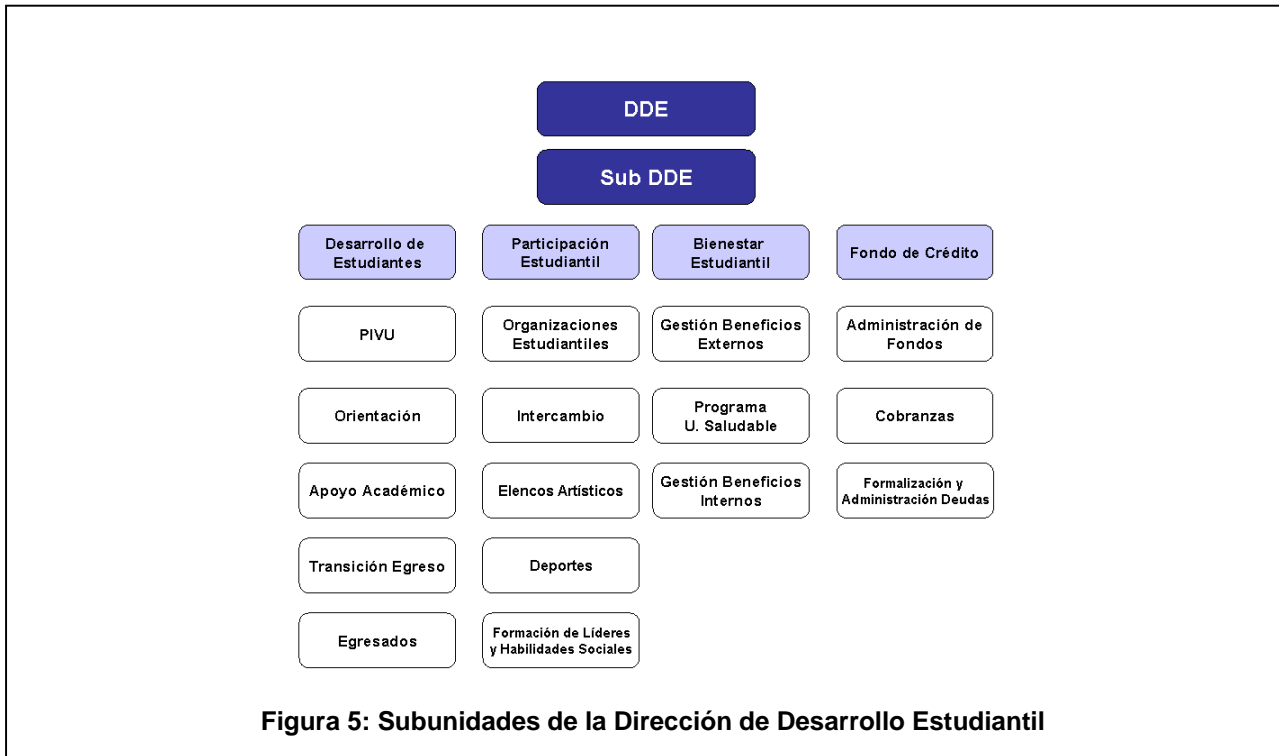 DDE
Sub DDE
Desarrollo de
Estudiantes
Participación
Estudiantil
Bienestar
Estudiantil
Fondo de Crédito
PIVU
Organizaciones
Estudiantiles
Gestión Beneficios
Externos
Administración de
Fondos
Orientación
Intercambio
Programa
U. Saludable
Cobranzas
Apoyo Académico
Elencos Artísticos
Gestión Beneficios
Internos
Formalización y
Administración Deudas
Transición Egreso
Deportes
Egresados
Formación de Líderes
y Habilidades Sociales
Figura 5: Subunidades de la Dirección de Desarrollo Estudiantil